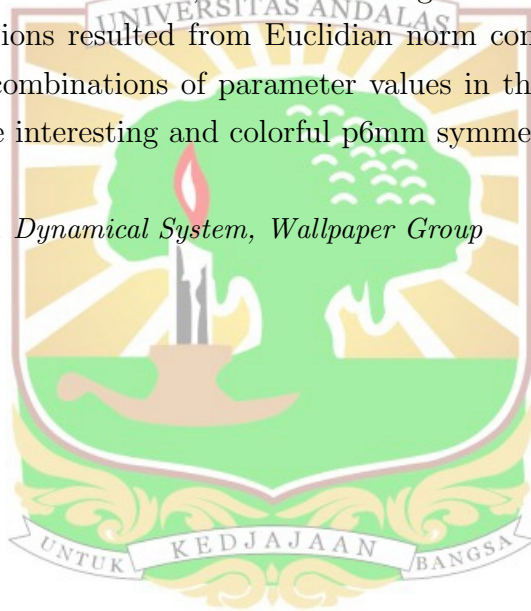 UNIVERSITAS ANDALAS
ions resulted from Euclidian norm con
combinations of parameter values in th
e interesting and colorful p6mm symme
Dynamical System, Wallpaper Group
UNTUK KEDJAJAAN BANGSA